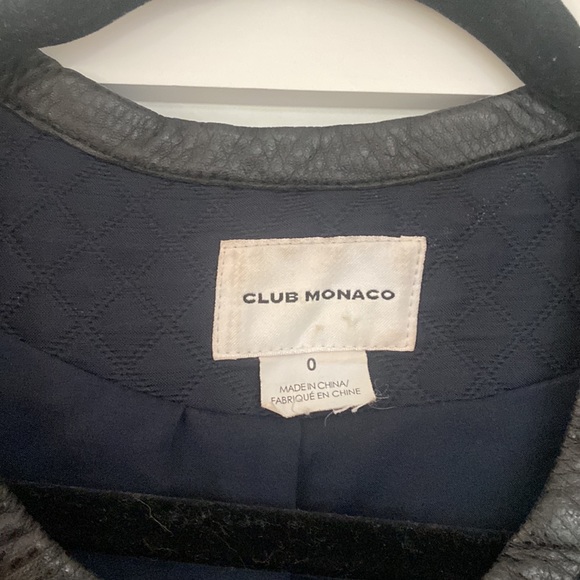 CLUB MONACO
0
MADE IN CHINA/
FABRIQUÉ EN CHINE